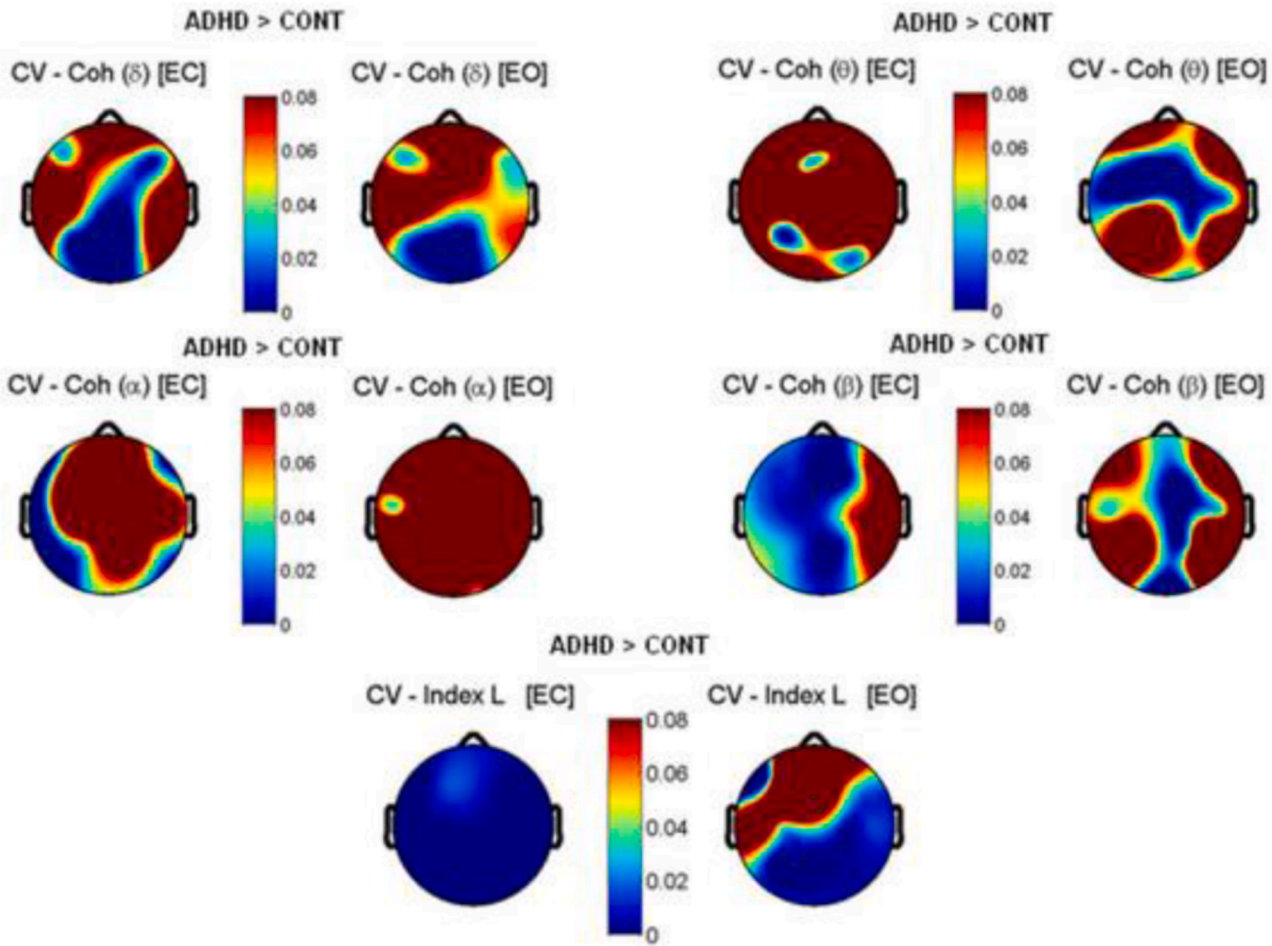 ADHD > CONT
ADHD > CONT
CV - Coh (δ) [EC]
CV - Coh (δ) [EO]
CV - Coh (θ) [EC]
CV - Coh (θ) [EO]
0.08
0.06
0.04
0.02
0
0.08
0.06
0.04
0.02
0
ADHD > CONT
ADHD > CONT
CV - Coh (α) [EC]
CV - Coh (α) [EO]
CV - Coh (β) [EC]
CV - Coh (β) [EO]
0.08
0.06
0.04
0.02
0
0.08
0.06
0.04
0.02
0
ADHD > CONT
CV - Index L [EC]
CV - Index L [EO]
0.08
0.06
0.04
0.02
0